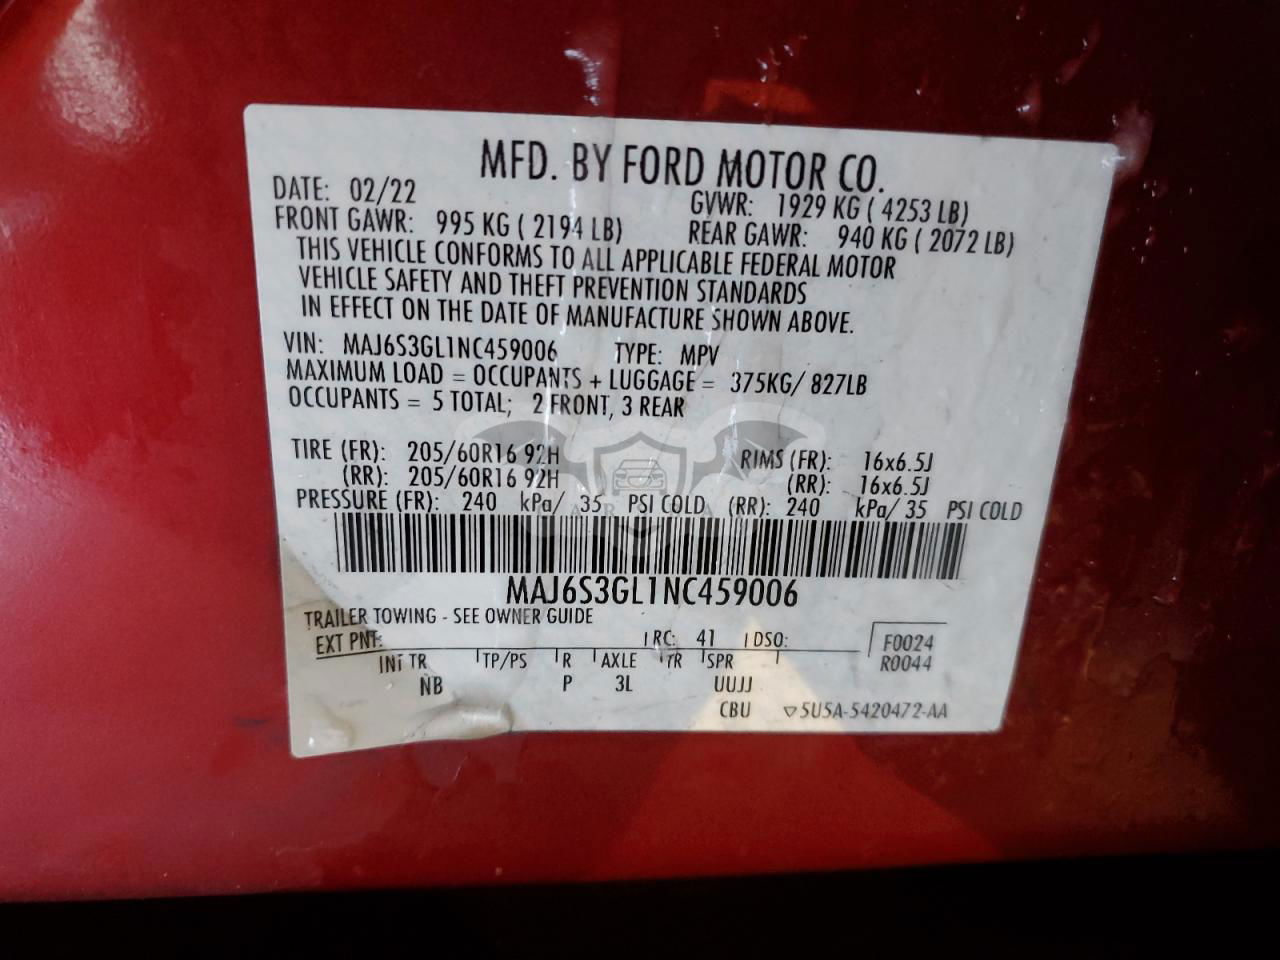 MFD. BY FORD MOTOR CO.
DATE: 02/22 GVWR: 1929 KG ( 4253 LB)
FRONT GAWR: 995 KG ( 2194 LB) REAR GAWR: 940 KG ( 2072 LB)
THIS VEHICLE CONFORMS TO ALL APPLICABLE FEDERAL MOTOR
VEHICLE SAFETY AND THEFT PREVENTION STANDARDS
IN EFFECT ON THE DATE OF MANUFACTURE SHOWN ABOVE.
VIN: MAJ6S3GL1NC459006 TYPE: MPV
MAXIMUM LOAD = OCCUPANTS + LUGGAGE = 375KG/ 827LB
OCCUPANTS = 5 TOTAL; 2 FRONT, 3 REAR
TIRE (FR): 205/60R16 92H RIMS (FR): 16x6.5J
(RR): 205/60R16 92H (RR): 16x6.5J
PRESSURE (FR): 240 kPa/ 35 PSI COLD (RR): 240 kPa/ 35 PSI COLD
MAJ6S3GL1NC459006
TRAILER TOWING - SEE OWNER GUIDE
EXT PNT: RC: 41 DSO: F0024
INT TR TP/PS R AXLE TR SPR R0044
NB P 3L UUJJ
CBU ▽5U5A-5420472-AA